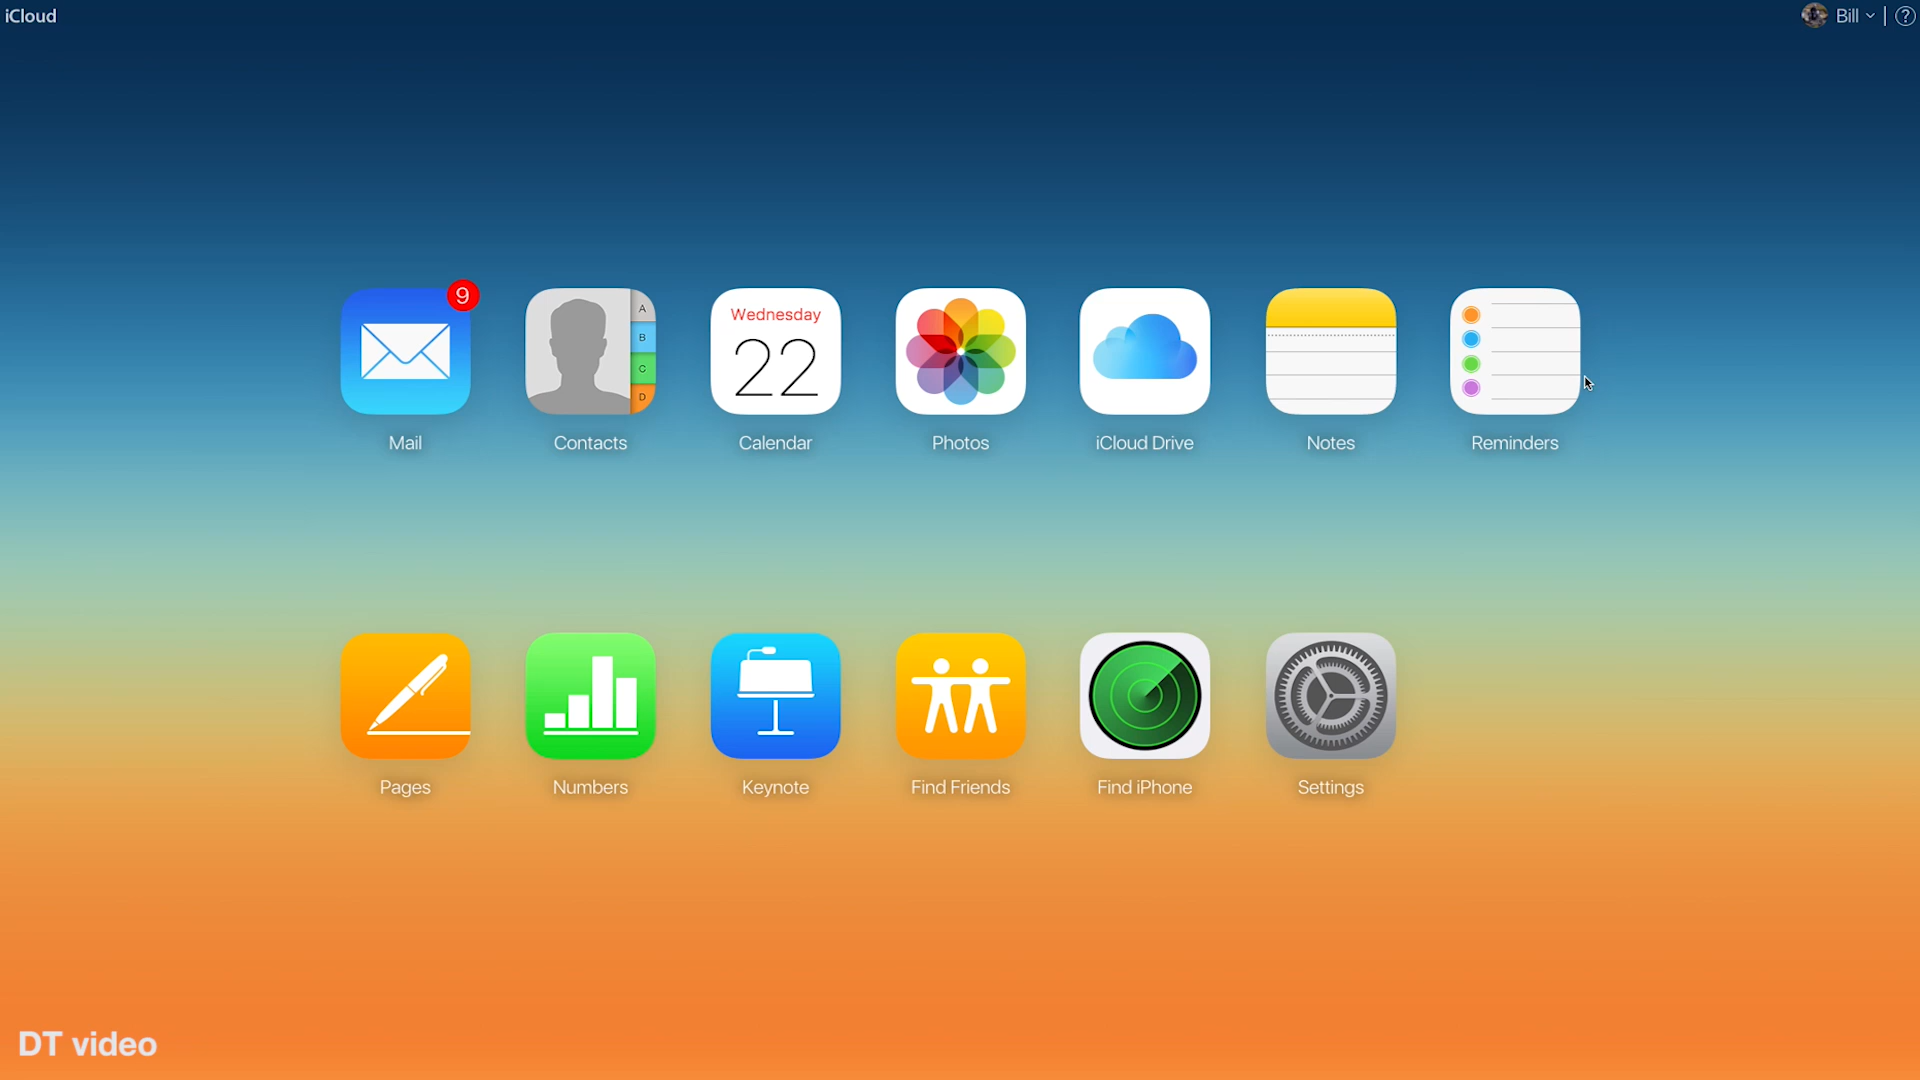 iCloud
Bill
?
9
A
B
C
D
Wednesday
22
Mail
Contacts
Calendar
Photos
iCloud Drive
Notes
Reminders
Pages
Numbers
Keynote
Find Friends
Find iPhone
Settings
DT video